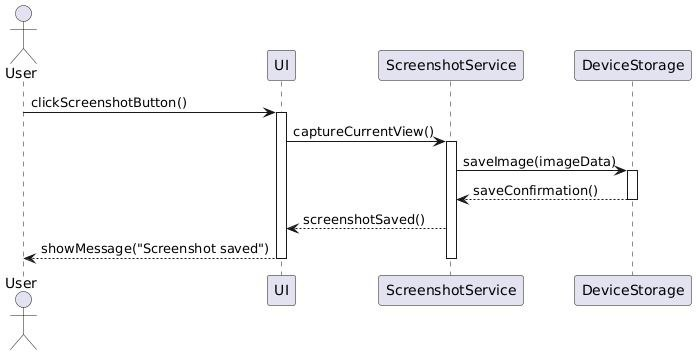 User
UI
ScreenshotService
DeviceStorage
clickScreenshotButton()
captureCurrentView()
saveImage(imageData)
saveConfirmation()
screenshotSaved()
showMessage("Screenshot saved")
User
UI
ScreenshotService
DeviceStorage